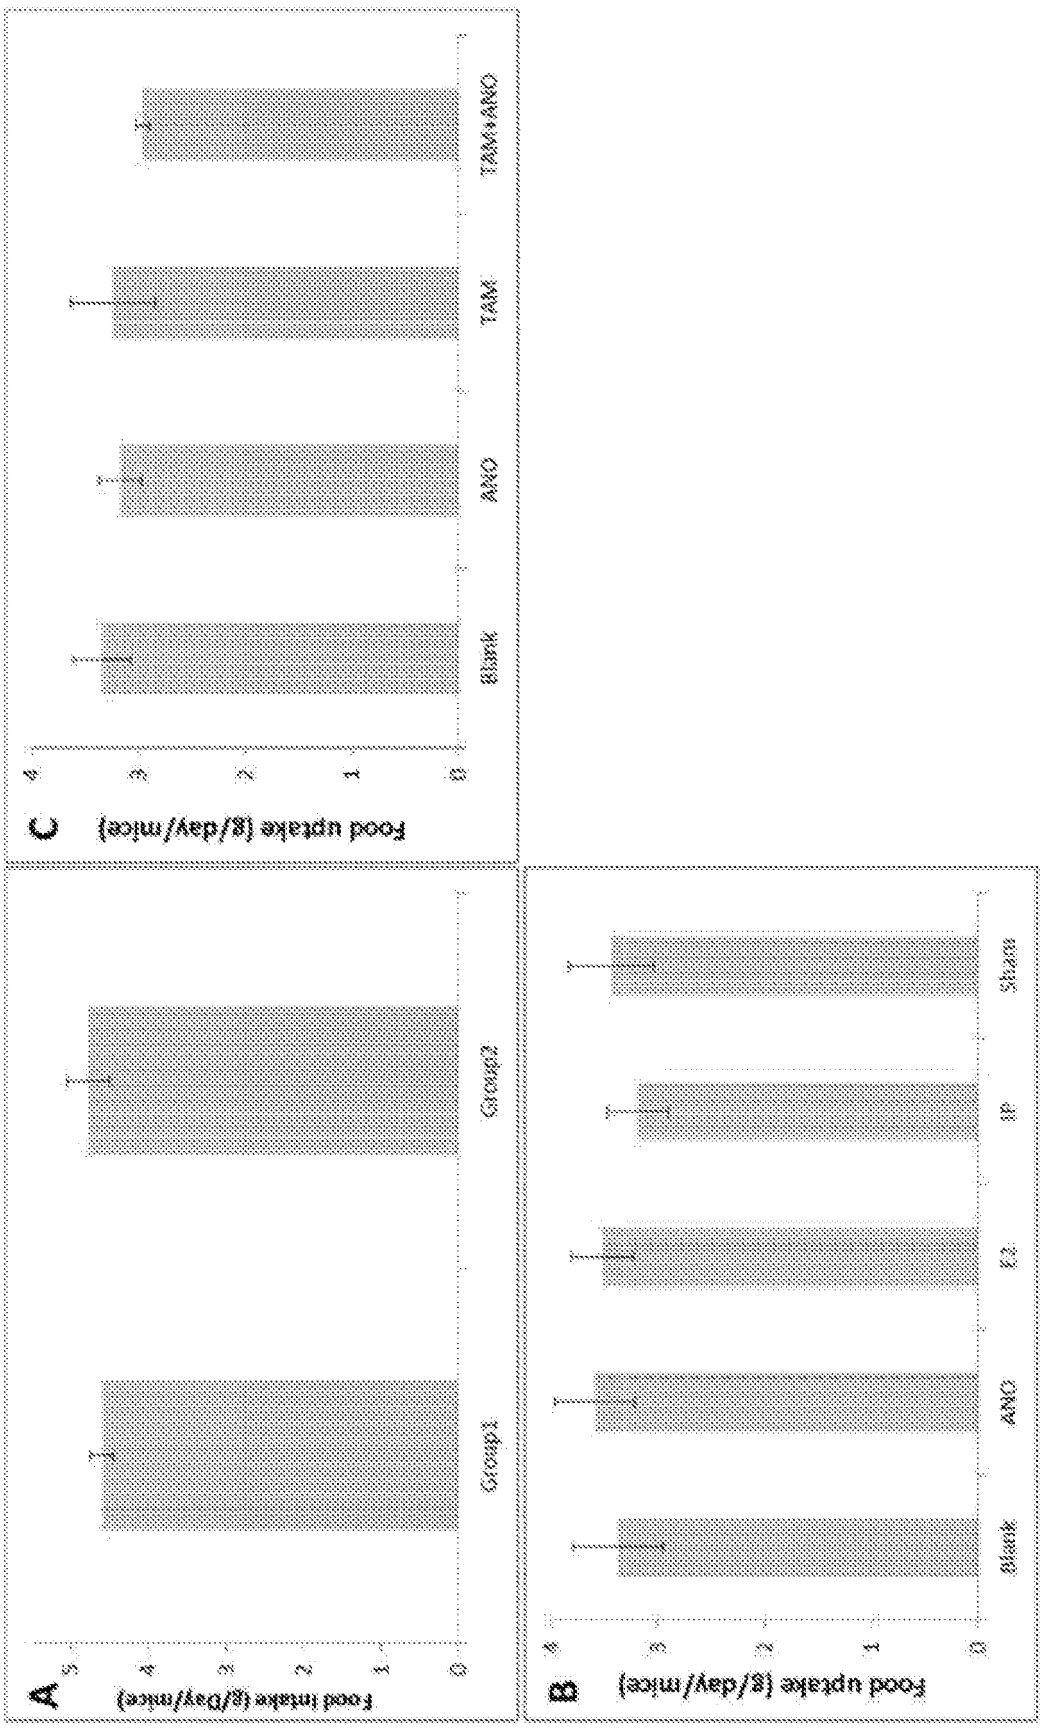 A
Food intake (g/Day/mice)
5
4
3
2
1
0
Group1
Group2
B
Food uptake (g/day/mice)
4
3
2
1
0
Blank
ANO
E2
IP
Sham
C
Food uptake (g/day/mice)
4
3
2
1
0
Blank
ANO
TAM
TAM+ANO